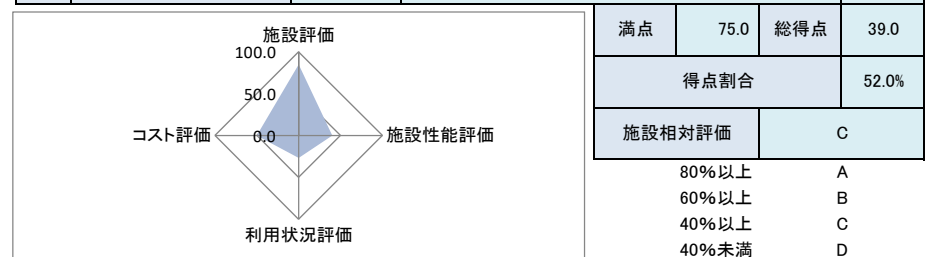 施設評価
100.0
50.0
0.0
コスト評価
施設性能評価
利用状況評価
満点 75.0 総得点 39.0
得点割合 52.0%
施設相対評価 C
80%以上 A
60%以上 B
40%以上 C
40%未満 D